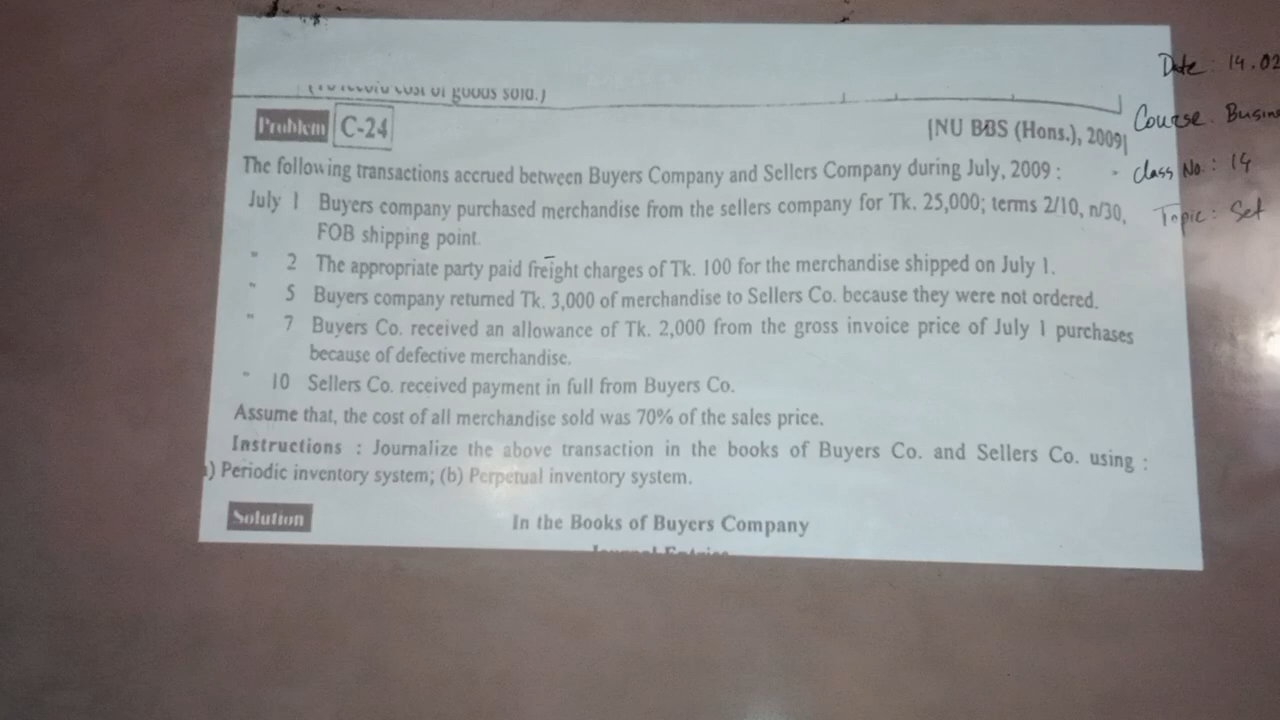 (To record cost of goods sold.)
Problem C-24 [NU BBS (Hons.), 2009]
The following transactions accrued between Buyers Company and Sellers Company during July, 2009 :
July 1 Buyers company purchased merchandise from the sellers company for Tk. 25,000; terms 2/10, n/30,
FOB shipping point.
" 2 The appropriate party paid freight charges of Tk. 100 for the merchandise shipped on July 1.
" 5 Buyers company returned Tk. 3,000 of merchandise to Sellers Co. because they were not ordered.
" 7 Buyers Co. received an allowance of Tk. 2,000 from the gross invoice price of July 1 purchases
because of defective merchandise.
" 10 Sellers Co. received payment in full from Buyers Co.
Assume that, the cost of all merchandise sold was 70% of the sales price.
Instructions : Journalize the above transaction in the books of Buyers Co. and Sellers Co. using :
) Periodic inventory system; (b) Perpetual inventory system.
Solution In the Books of Buyers Company
Journal Entries
Date : 14.02
Course. Busine
Class No. : 14
Topic : Set